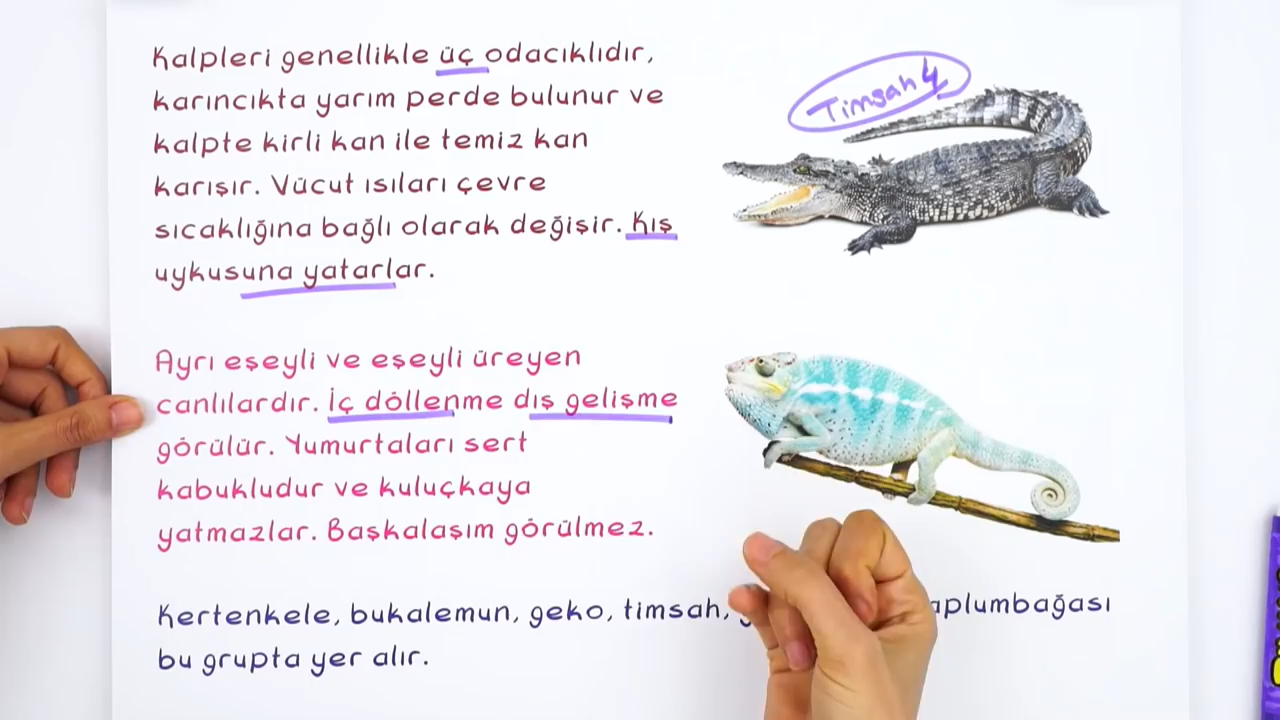 Kalpleri genellikle üç odacıklıdır,
karıncıkta yarım perde bulunur ve
kalpte kirli kan ile temiz kan
karışır. Vücut ısıları çevre
sıcaklığına bağlı olarak değişir. Kış
uykusuna yatarlar.
Timsah 4
Ayrı eşeyli ve eşeyli üreyen
canlılardır. İç döllenme dış gelişme
görülür. Yumurtaları sert
kabukludur ve kuluçkaya
yatmazlar. Başkalaşım görülmez.
Kertenkele, bukalemun, geko, timsah, aplumbağası
bu grupta yer alır.